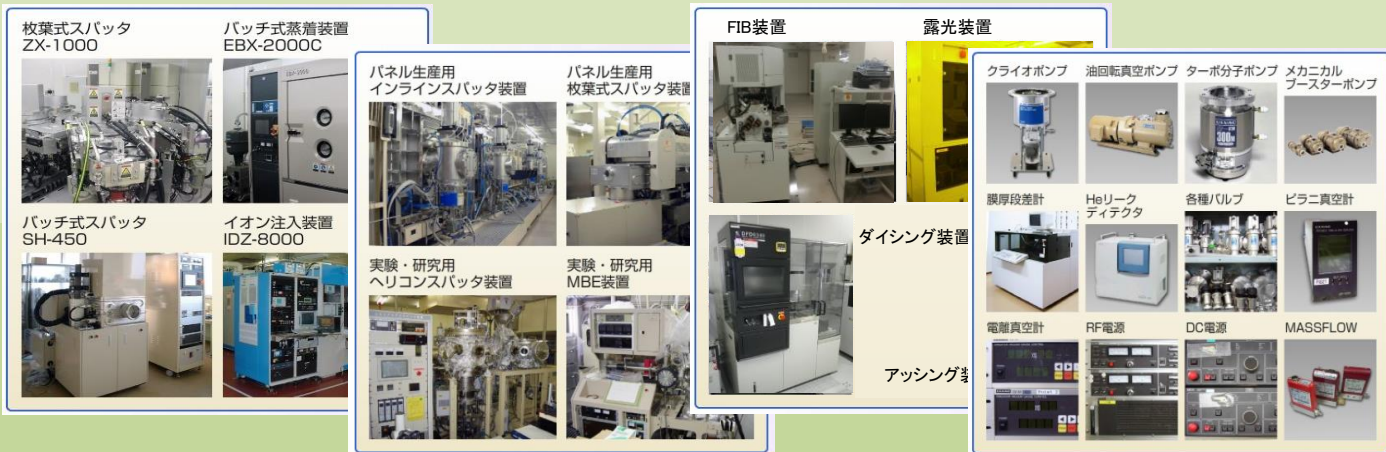 枚葉式スパッタ
ZX-1000
バッチ式蒸着装置
EBX-2000C
バッチ式スパッタ
SH-450
イオン注入装置
IDZ-8000
パネル生産用
インラインスパッタ装置
パネル生産用
枚葉式スパッタ装置
実験・研究用
ヘリコンスパッタ装置
実験・研究用
MBE装置
FIB装置
露光装置
ダイシング装置
アッシング装
クライオポンプ
油回転真空ポンプ
ターボ分子ポンプ
メカニカル
ブースターポンプ
膜厚段差計
Heリーク
ディテクタ
各種バルブ
ピラニ真空計
電離真空計
RF電源
DC電源
MASSFLOW